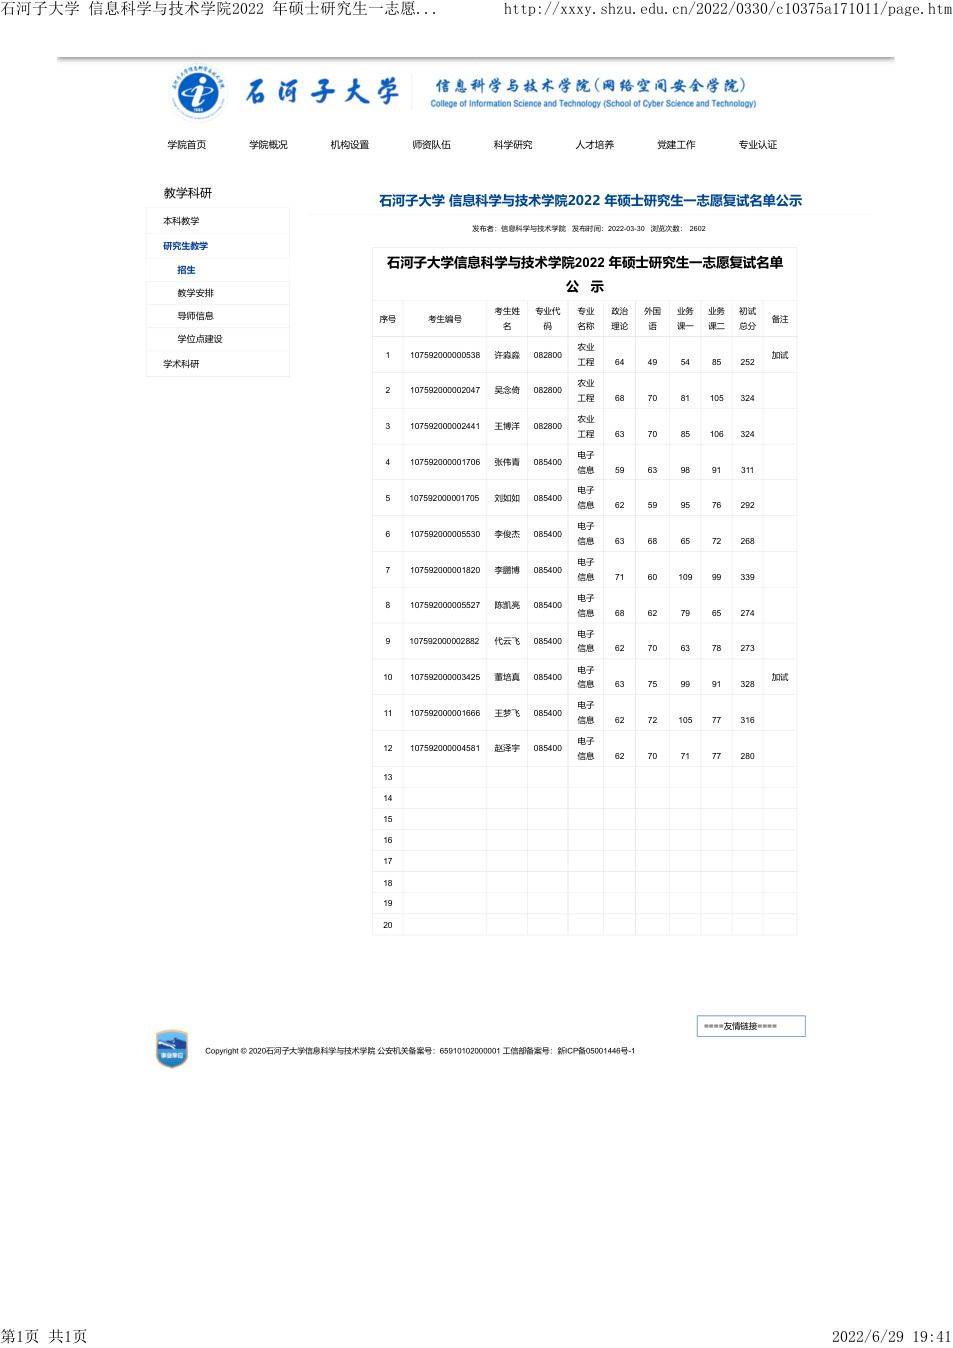 石河子大学 信息科学与技术学院2022 年硕士研究生一志愿...
http://xxxy.shzu.edu.cn/2022/0330/c10375a171011/page.htm
石河子大学
信息科学与技术学院(网络空间安全学院)
College of Information Science and Technology (School of Cyber Science and Technology)
学院首页 学院概况 机构设置 师资队伍 科学研究 人才培养 党建工作 专业认证
教学科研
本科教学
研究生教学
招生
教学安排
导师信息
学位点建设
学术科研
石河子大学 信息科学与技术学院2022 年硕士研究生一志愿复试名单公示
发布者：信息科学与技术学院 发布时间：2022-03-30 浏览次数： 2602
石河子大学信息科学与技术学院2022 年硕士研究生一志愿复试名单
公 示
序号 考生编号 考生姓名 专业代码 专业名称 政治理论 外国语 业务课一 业务课二 初试总分 备注
1 107592000000538 许淼淼 082800 农业工程 64 49 54 85 252 加试
2 107592000002047 吴念倚 082800 农业工程 68 70 81 105 324
3 107592000002441 王博洋 082800 农业工程 63 70 85 106 324
4 107592000001706 张伟青 085400 电子信息 59 63 98 91 311
5 107592000001705 刘如如 085400 电子信息 62 59 95 76 292
6 107592000005530 李俊杰 085400 电子信息 63 68 65 72 268
7 107592000001820 李鹏博 085400 电子信息 71 60 109 99 339
8 107592000005527 陈凯亮 085400 电子信息 68 62 79 65 274
9 107592000002882 代云飞 085400 电子信息 62 70 63 78 273
10 107592000003425 董培真 085400 电子信息 63 75 99 91 328 加试
11 107592000001666 王梦飞 085400 电子信息 62 72 105 77 316
12 107592000004581 赵泽宇 085400 电子信息 62 70 71 77 280
13
14
15
16
17
18
19
20
====友情链接====
事业单位
Copyright © 2020石河子大学信息科学与技术学院 公安机关备案号：65910102000001 工信部备案号：新ICP备05001446号-1
第1页 共1页
2022/6/29 19:41